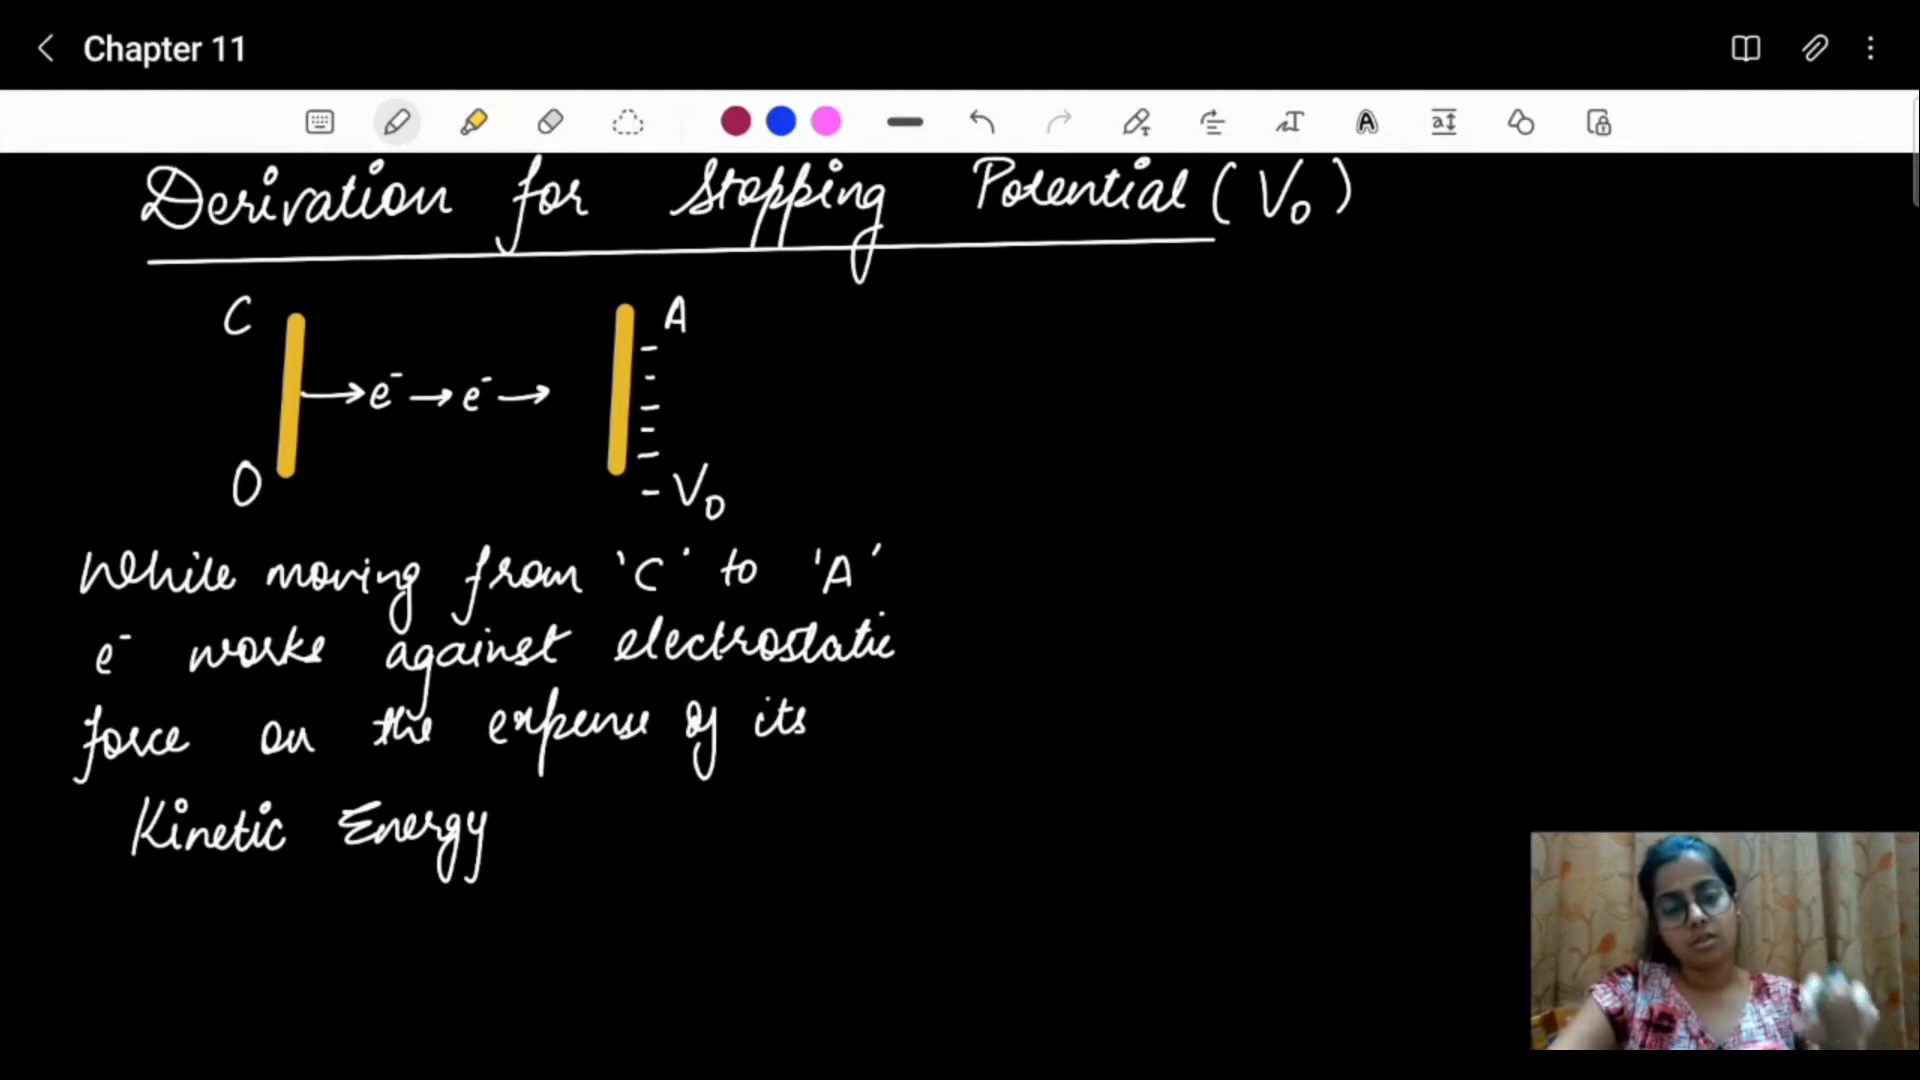 Chapter 11
Derivation for Stopping Potential (V₀)
C
A
→ e⁻ → e⁻ →
O
- V₀
While moving from 'C' to 'A'
e⁻ works against electrostatic
force on the expense of its
Kinetic Energy